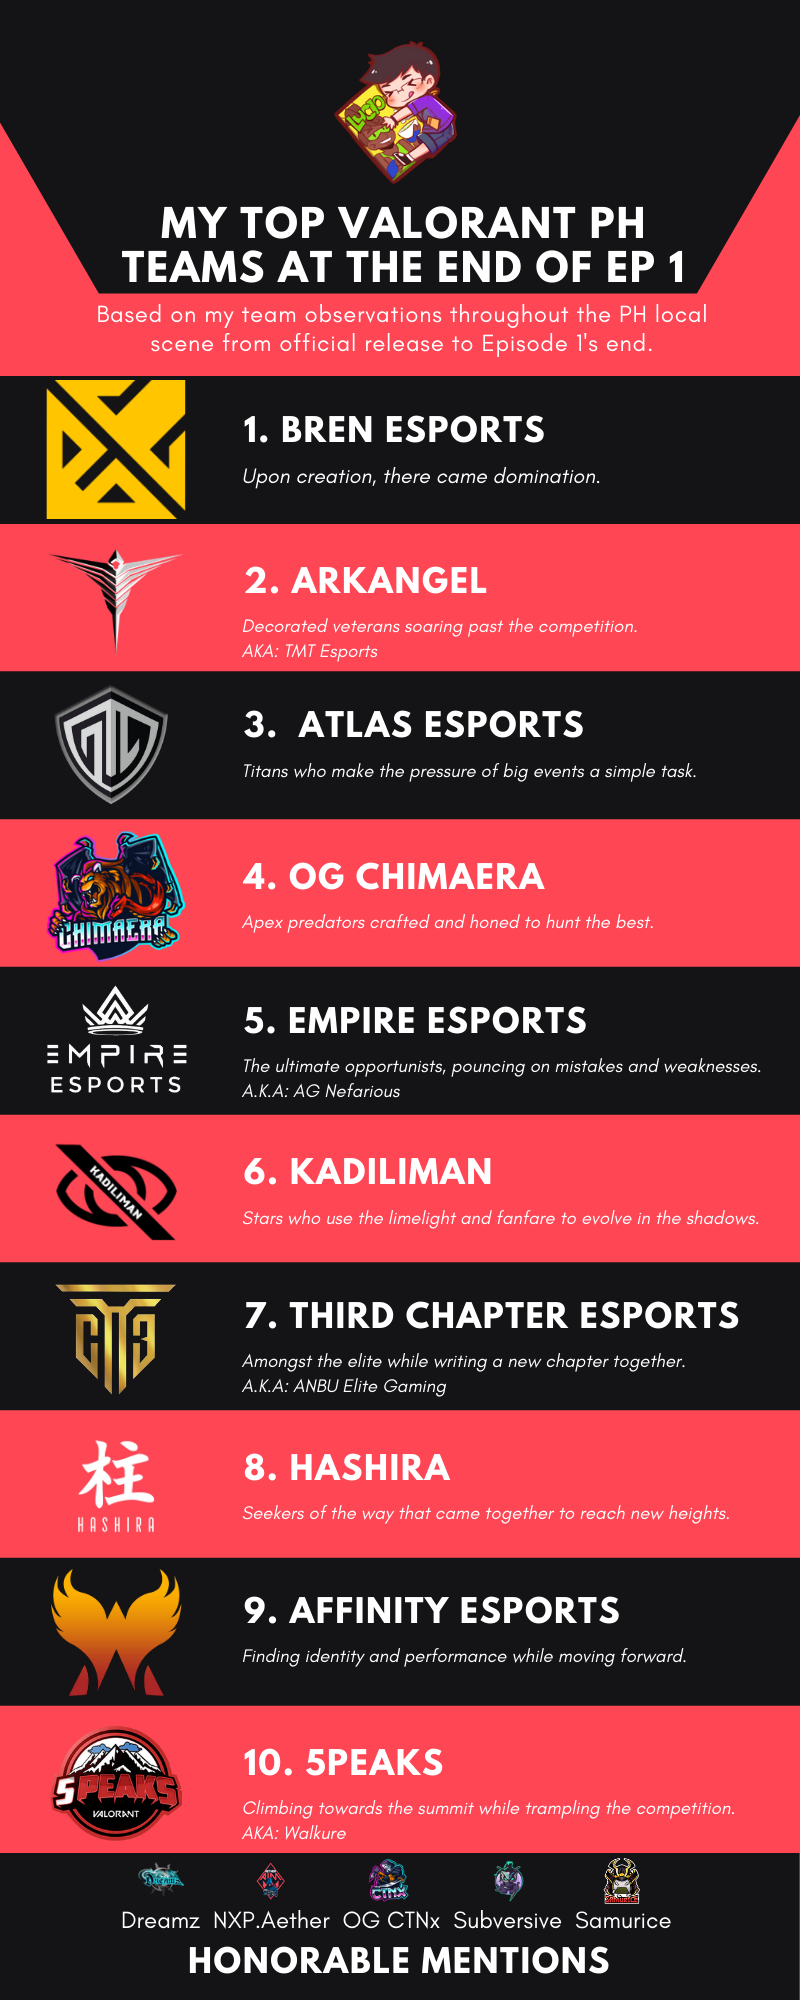 Lucio
MY TOP VALORANT PH
TEAMS AT THE END OF EP 1
Based on my team observations throughout the PH local
scene from official release to Episode 1's end.
1. BREN ESPORTS
Upon creation, there came domination.
2. ARKANGEL
Decorated veterans soaring past the competition.
AKA: TMT Esports
3. ATLAS ESPORTS
Titans who make the pressure of big events a simple task.
CHIMAERA
4. OG CHIMAERA
Apex predators crafted and honed to hunt the best.
EMPIRE
ESPORTS
5. EMPIRE ESPORTS
The ultimate opportunists, pouncing on mistakes and weaknesses.
A.K.A: AG Nefarious
KADILIMAN
6. KADILIMAN
Stars who use the limelight and fanfare to evolve in the shadows.
7. THIRD CHAPTER ESPORTS
Amongst the elite while writing a new chapter together.
A.K.A: ANBU Elite Gaming
柱
HASHIRA
8. HASHIRA
Seekers of the way that came together to reach new heights.
9. AFFINITY ESPORTS
Finding identity and performance while moving forward.
5PEAKS
VALORANT
10. 5PEAKS
Climbing towards the summit while trampling the competition.
AKA: Walkure
CTNX
Dreamz NXP.Aether OG CTNx Subversive Samurice
HONORABLE MENTIONS